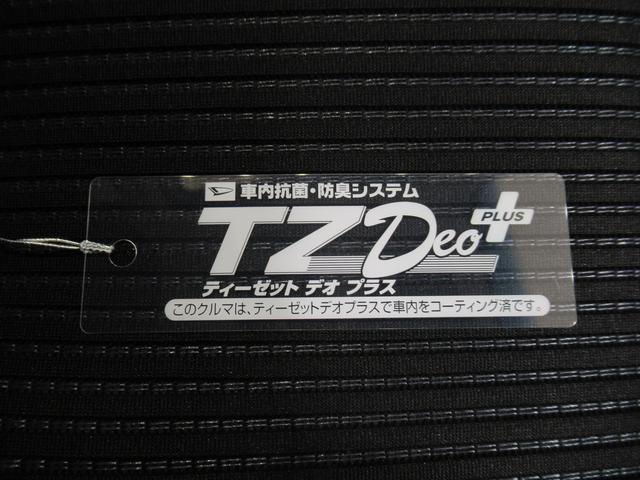 車内抗菌・防臭システム
TZ Deo PLUS
ティーゼット デオ プラス
このクルマは、ティーゼットデオプラスで車内をコーティング済です。